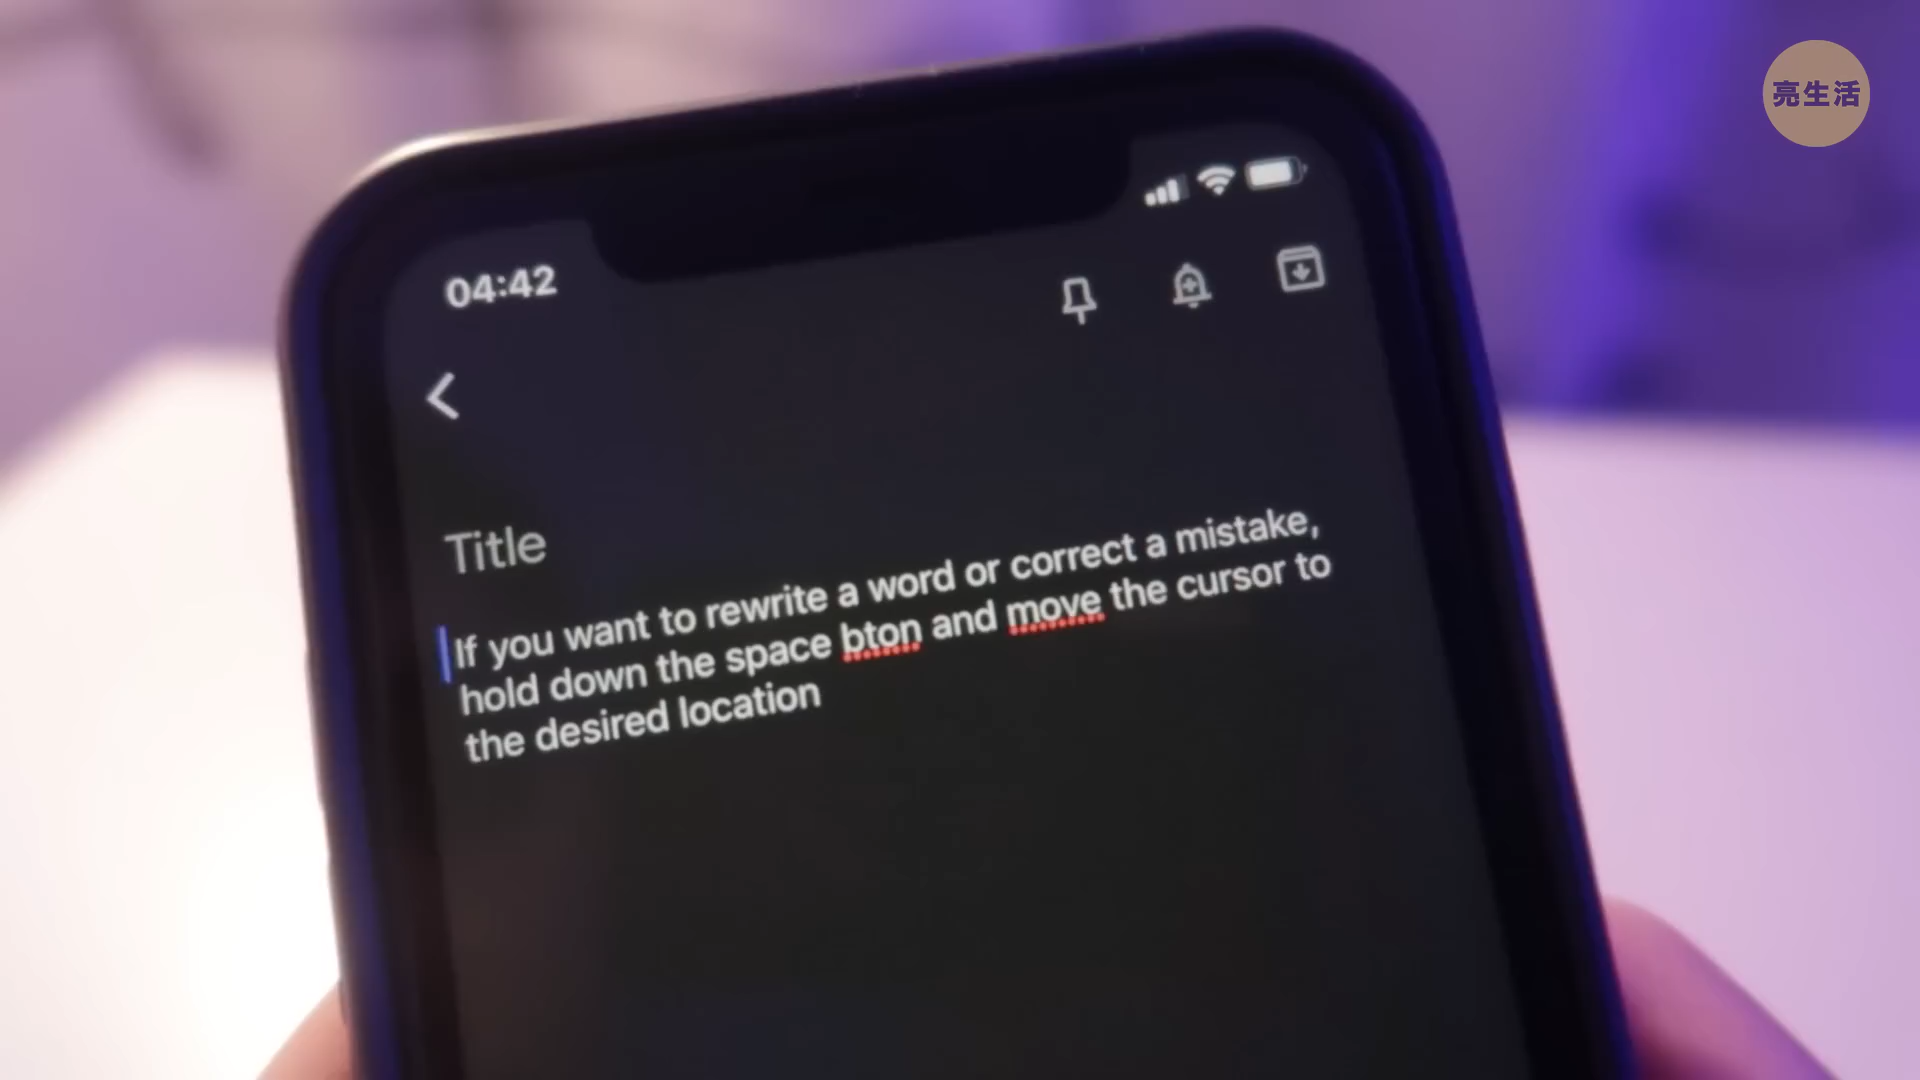 亮生活
04:42
Title
If you want to rewrite a word or correct a mistake,
hold down the space bton and move the cursor to
the desired location